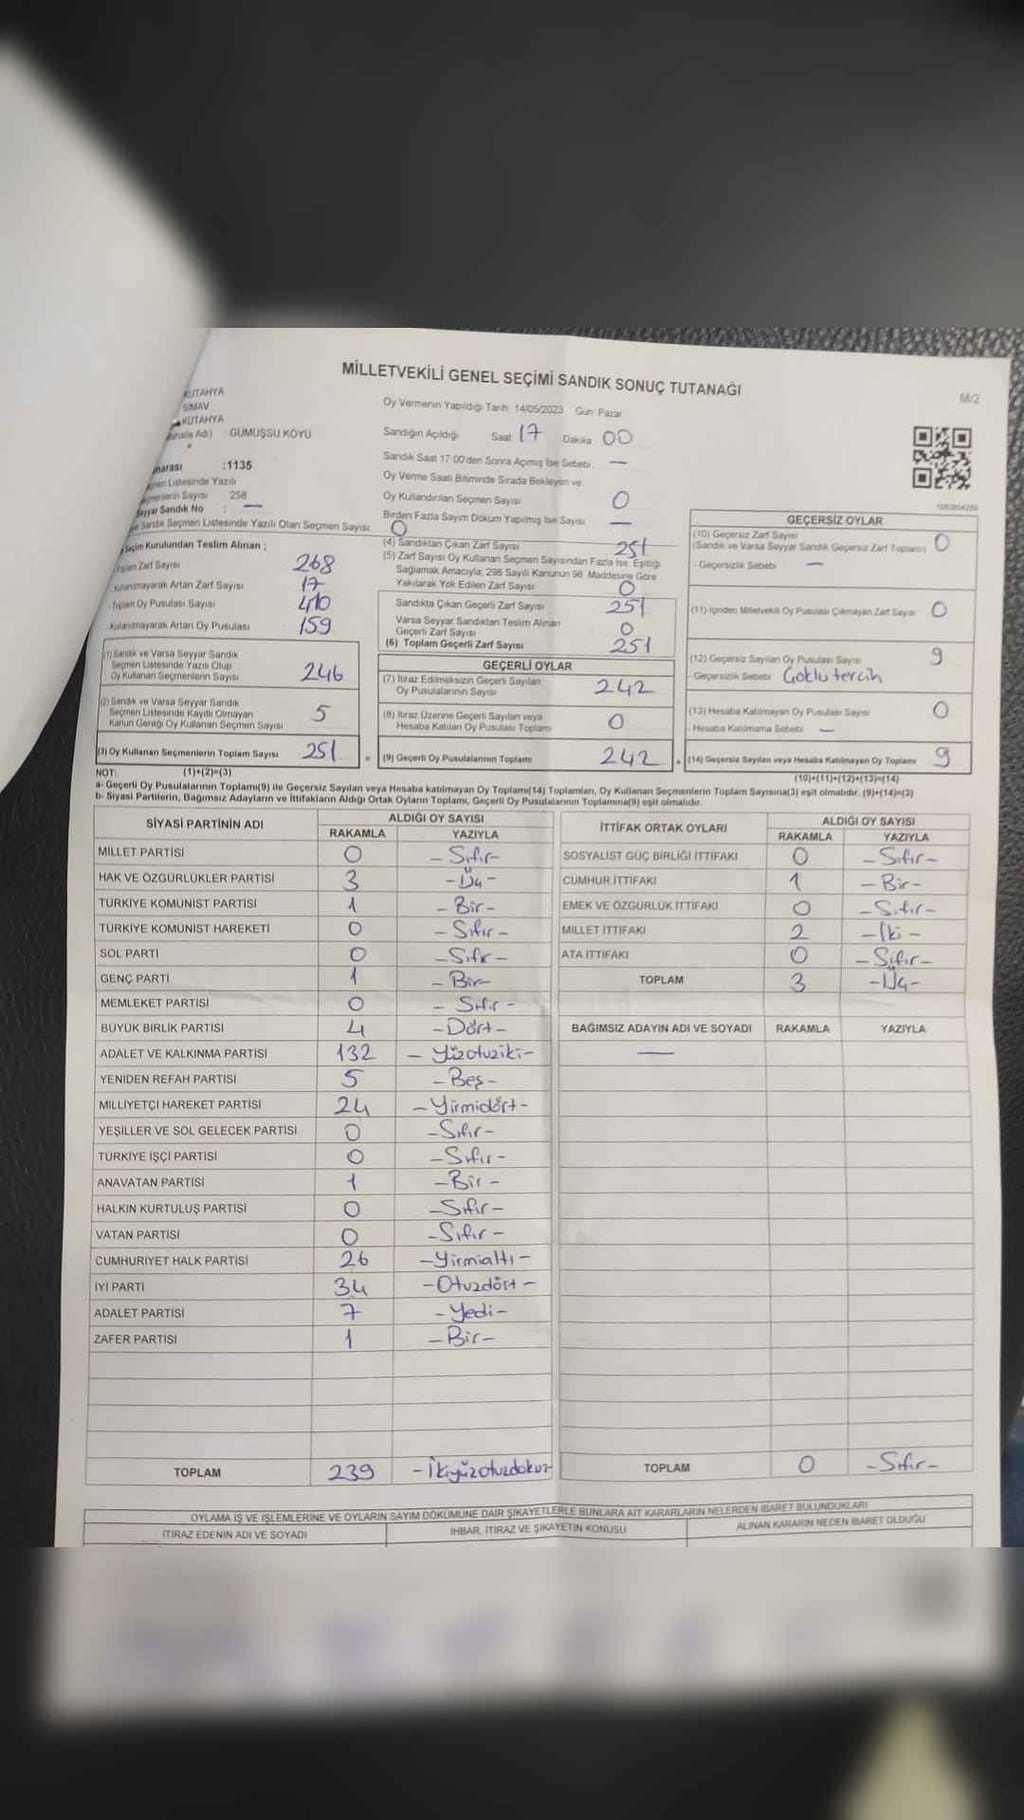 MİLLETVEKİLİ GENEL SEÇİMİ SANDIK SONUÇ TUTANAĞI
M/2
KÜTAHYA
SİMAV
KÜTAHYA
GÜMÜŞSU KÖYÜ
:1135
Listesinde Yazılı
Sayısı 258
Seyyar Sandık No : —
Sandık Seçmen Listesinde Yazılı Olan Seçmen Sayısı: 0
Seçim Kurulundan Teslim Alınan :
Zarf Sayısı 268
Kullanılmayarak Artan Zarf Sayısı 17
Oy Pusulası Sayısı 410
Kullanılmayarak Artan Oy Pusulası 159
(1) Sandık ve Varsa Seyyar Sandık
Seçmen Listesinde Yazılı Olup
Oy Kullanan Seçmenlerin Sayısı 246
(2) Sandık ve Varsa Seyyar Sandık
Seçmen Listesinde Kayıtlı Olmayan
Kanun Gereği Oy Kullanan Seçmen Sayısı 5
(3) Oy Kullanan Seçmenlerin Toplam Sayısı 251
Oy Vermenin Yapıldığı Tarih 14/05/2023 Gün: Pazar
Sandığın Açıldığı Saat 17 Dakika 00
Sandık Saat 17:00'den Sonra Açılmış İse Sebebi —
Oy Verme Saati Bitiminde Sırada Bekleyen ve
Oy Kullandırılan Seçmen Sayısı 0
Birden Fazla Sayım Döküm Yapılmış İse Sayısı —
(4) Sandıktan Çıkan Zarf Sayısı 251
(5) Zarf Sayısı Oy Kullanan Seçmen Sayısından Fazla İse, Eşitliği
Sağlamak Amacıyla; 298 Sayılı Kanunun 98. Maddesine Göre
Yakılarak Yok Edilen Zarf Sayısı 0
Sandıkta Çıkan Geçerli Zarf Sayısı 251
Varsa Seyyar Sandıktan Teslim Alınan
Geçerli Zarf Sayısı 0
(6) Toplam Geçerli Zarf Sayısı 251
GEÇERLİ OYLAR
(7) İtiraz Edilmeksizin Geçerli Sayılan
Oy Pusulalarının Sayısı 242
(8) İtiraz Üzerine Geçerli Sayılan veya
Hesaba Katılan Oy Pusulası Toplamı 0
= (9) Geçerli Oy Pusulalarının Toplamı 242
GEÇERSİZ OYLAR
(10) Geçersiz Zarf Sayısı
(Sandık ve Varsa Seyyar Sandık Geçersiz Zarf Toplamı) 0
- Geçersizlik Sebebi —
(11) İçinden Milletvekili Oy Pusulası Çıkmayan Zarf Sayısı 0
(12) Geçersiz Sayılan Oy Pusulası Sayısı 9
- Geçersizlik Sebebi Çoklu tercih
(13) Hesaba Katılmayan Oy Pusulası Sayısı 0
- Hesaba Katılmama Sebebi —
+ (14) Geçersiz Sayılan veya Hesaba Katılmayan Oy Toplamı 9
NOT: (1)+(2)=(3)
(10)+(11)+(12)+(13)=(14)
a- Geçerli Oy Pusulalarının Toplamı(9) ile Geçersiz Sayılan veya Hesaba katılmayan Oy Toplamı(14) Toplamları, Oy Kullanan Seçmenlerin Toplam Sayısına(3) eşit olmalıdır. (9)+(14)=(3)
b- Siyasi Partilerin, Bağımsız Adayların ve İttifakların Aldığı Ortak Oyların Toplamı, Geçerli Oy Pusulalarının Toplamına(9) eşit olmalıdır.
SİYASİ PARTİNİN ADI ALDIĞI OY SAYISI
RAKAMLA YAZIYLA
MİLLET PARTİSİ 0 - Sıfır-
HAK VE ÖZGÜRLÜKLER PARTİSİ 3 -Üç-
TÜRKİYE KOMÜNİST PARTİSİ 1 - Bir-
TÜRKİYE KOMÜNİST HAREKETİ 0 - Sıfır -
SOL PARTİ 0 -Sıfır-
GENÇ PARTİ 1 - Bir-
MEMLEKET PARTİSİ 0 - Sıfır -
BÜYÜK BİRLİK PARTİSİ 4 -Dört-
ADALET VE KALKINMA PARTİSİ 132 - Yüzotuziki-
YENİDEN REFAH PARTİSİ 5 -Beş-
MİLLİYETÇİ HAREKET PARTİSİ 24 -Yirmidört-
YEŞİLLER VE SOL GELECEK PARTİSİ 0 -Sıfır-
TÜRKİYE İŞÇİ PARTİSİ 0 -Sıfır-
ANAVATAN PARTİSİ 1 -Bir -
HALKIN KURTULUŞ PARTİSİ 0 -Sıfır-
VATAN PARTİSİ 0 -Sıfır -
CUMHURİYET HALK PARTİSİ 26 -Yirmialtı-
İYİ PARTİ 34 -Otuzdört-
ADALET PARTİSİ 7 -Yedi-
ZAFER PARTİSİ 1 -Bir-
TOPLAM 239 -İkiyüzotuzdokuz-
İTTİFAK ORTAK OYLARI ALDIĞI OY SAYISI
RAKAMLA YAZIYLA
SOSYALİST GÜÇ BİRLİĞİ İTTİFAKI 0 -Sıfır-
CUMHUR İTTİFAKI 1 -Bir-
EMEK VE ÖZGÜRLÜK İTTİFAKI 0 -Sıfır-
MİLLET İTTİFAKI 2 -İki-
ATA İTTİFAKI 0 -Sıfır-
TOPLAM 3 -Üç-
BAĞIMSIZ ADAYIN ADI VE SOYADI RAKAMLA YAZIYLA
—
TOPLAM 0 -Sıfır-
OYLAMA İŞ VE İŞLEMLERİNE VE OYLARIN SAYIM DÖKÜMÜNE DAİR ŞİKAYETLERLE BUNLARA AİT KARARLARIN NELERDEN İBARET BULUNDUKLARI
İTİRAZ EDENİN ADI VE SOYADI İHBAR, İTİRAZ VE ŞİKAYETİN KONUSU ALINAN KARARIN NEDEN İBARET OLDUĞU